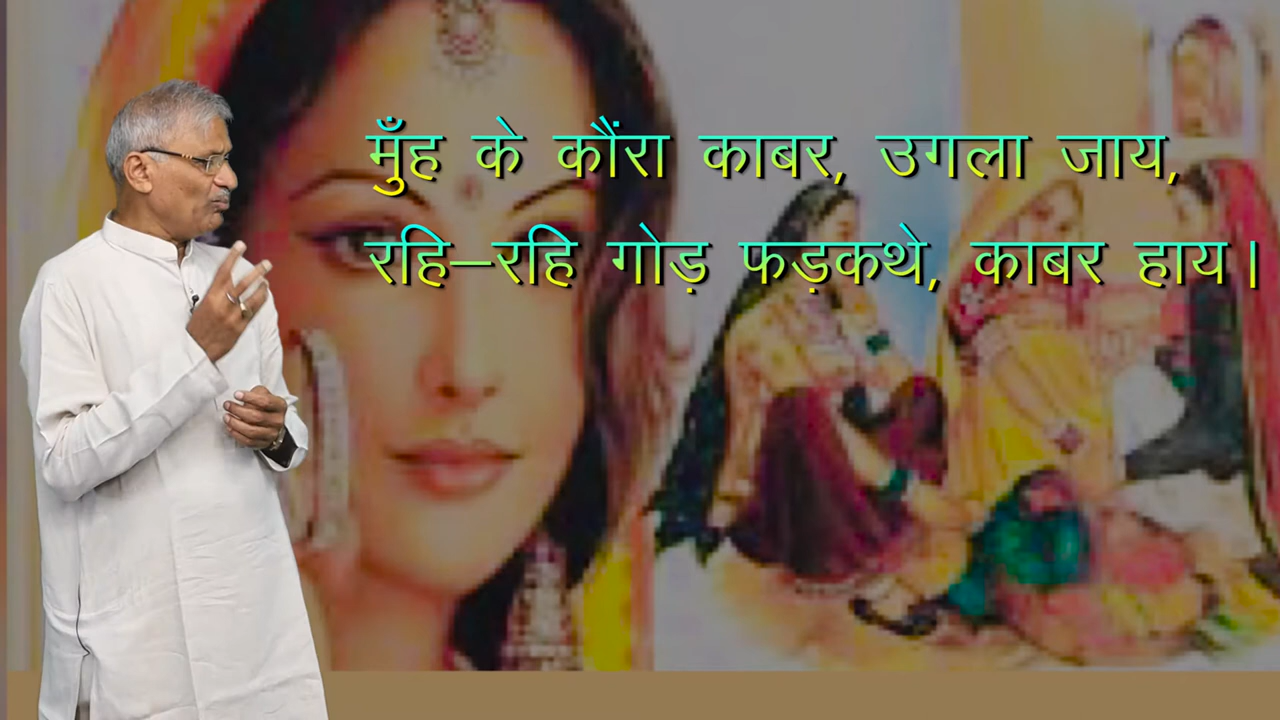 मुँह के कौंरा काबर, उगला जाय,
रहि–रहि गोड़ फड़कथे, काबर हाय।